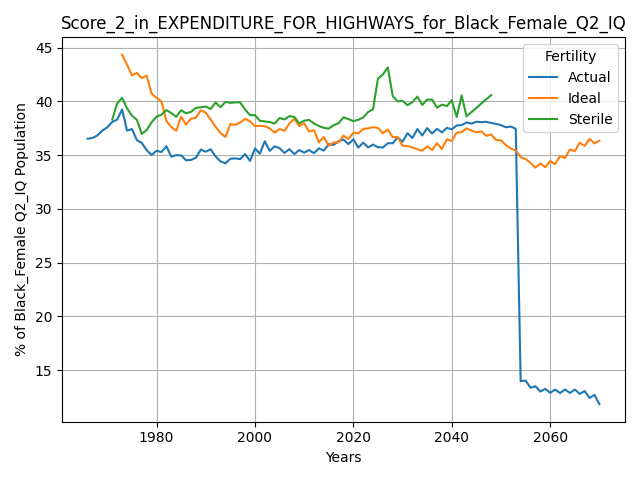 Score_2_in_EXPENDITURE_FOR_HIGHWAYS_for_Black_Female_Q2_IQ
Fertility
Actual
Ideal
Sterile
% of Black_Female Q2_IQ Population
45
40
35
30
25
20
15
1980
2000
2020
2040
2060
Years